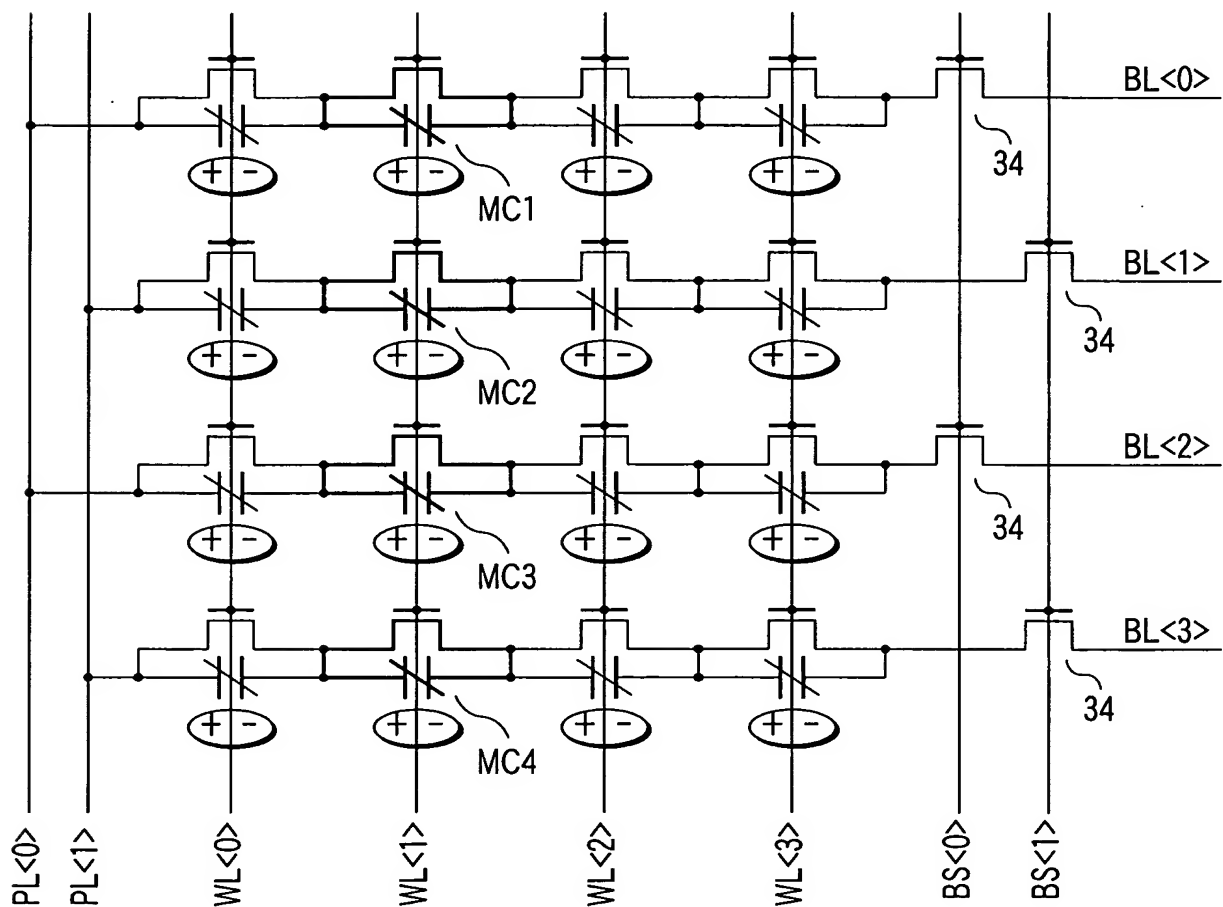 BL<0>
34
+ - + - + - + -
MC1
BL<1>
34
+ - + - + - + -
MC2
BL<2>
34
+ - + - + - + -
MC3
BL<3>
34
+ - + - + - + -
MC4
PL<0>
PL<1>
WL<0>
WL<1>
WL<2>
WL<3>
BS<0>
BS<1>